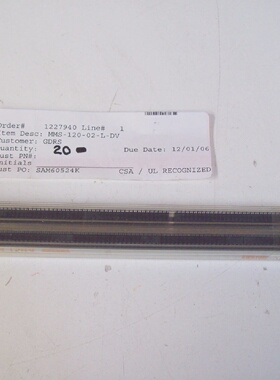 Order# 1227940 Line# 1
Item Desc: MMS-120-02-L-DV
Customer: GDRS
Quantity: 20 - Due Date: 12/01/06
Cust PN#:
Initials
Cust PO: SAM60524K CSA / UL RECOGNIZED